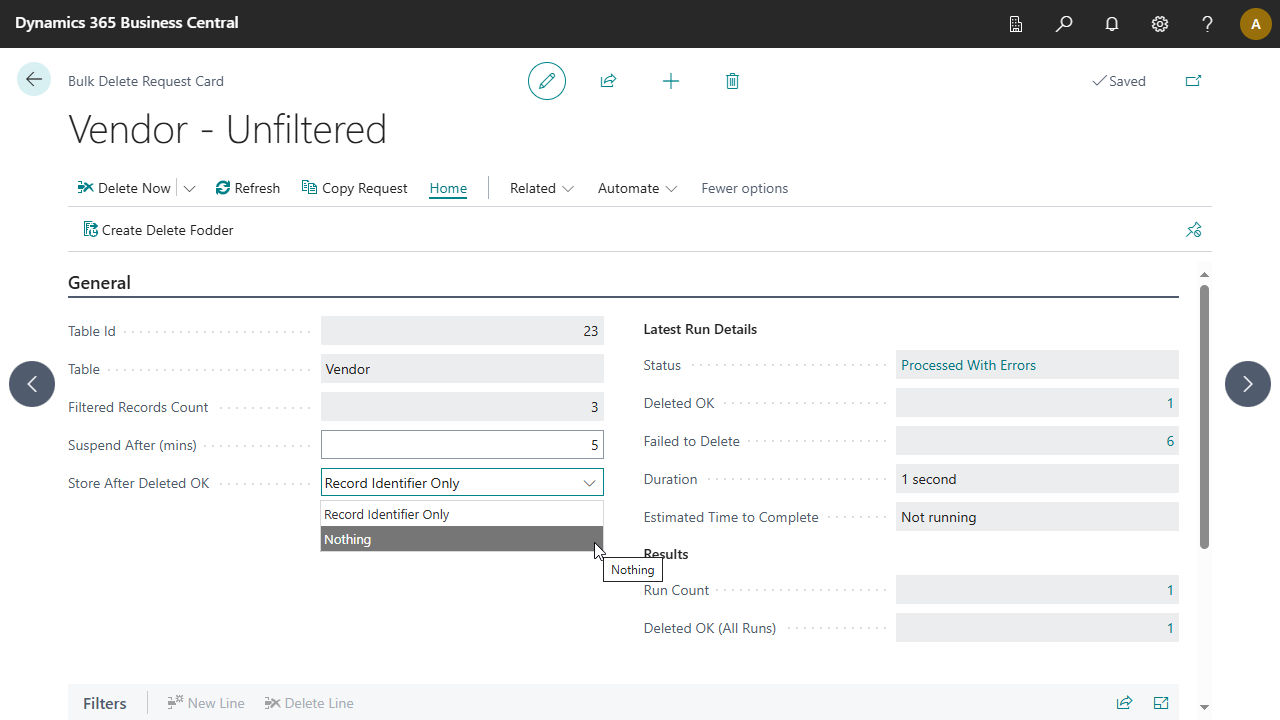 Dynamics 365 Business Central
A
Bulk Delete Request Card
Saved
Vendor - Unfiltered
Delete Now
Refresh
Copy Request
Home
Related
Automate
Fewer options
Create Delete Fodder
General
Table Id
23
Table
Vendor
Filtered Records Count
3
Suspend After (mins)
5
Store After Deleted OK
Record Identifier Only
Record Identifier Only
Nothing
Nothing
Latest Run Details
Status
Processed With Errors
Deleted OK
1
Failed to Delete
6
Duration
1 second
Estimated Time to Complete
Not running
Results
Run Count
1
Deleted OK (All Runs)
1
Filters
New Line
Delete Line